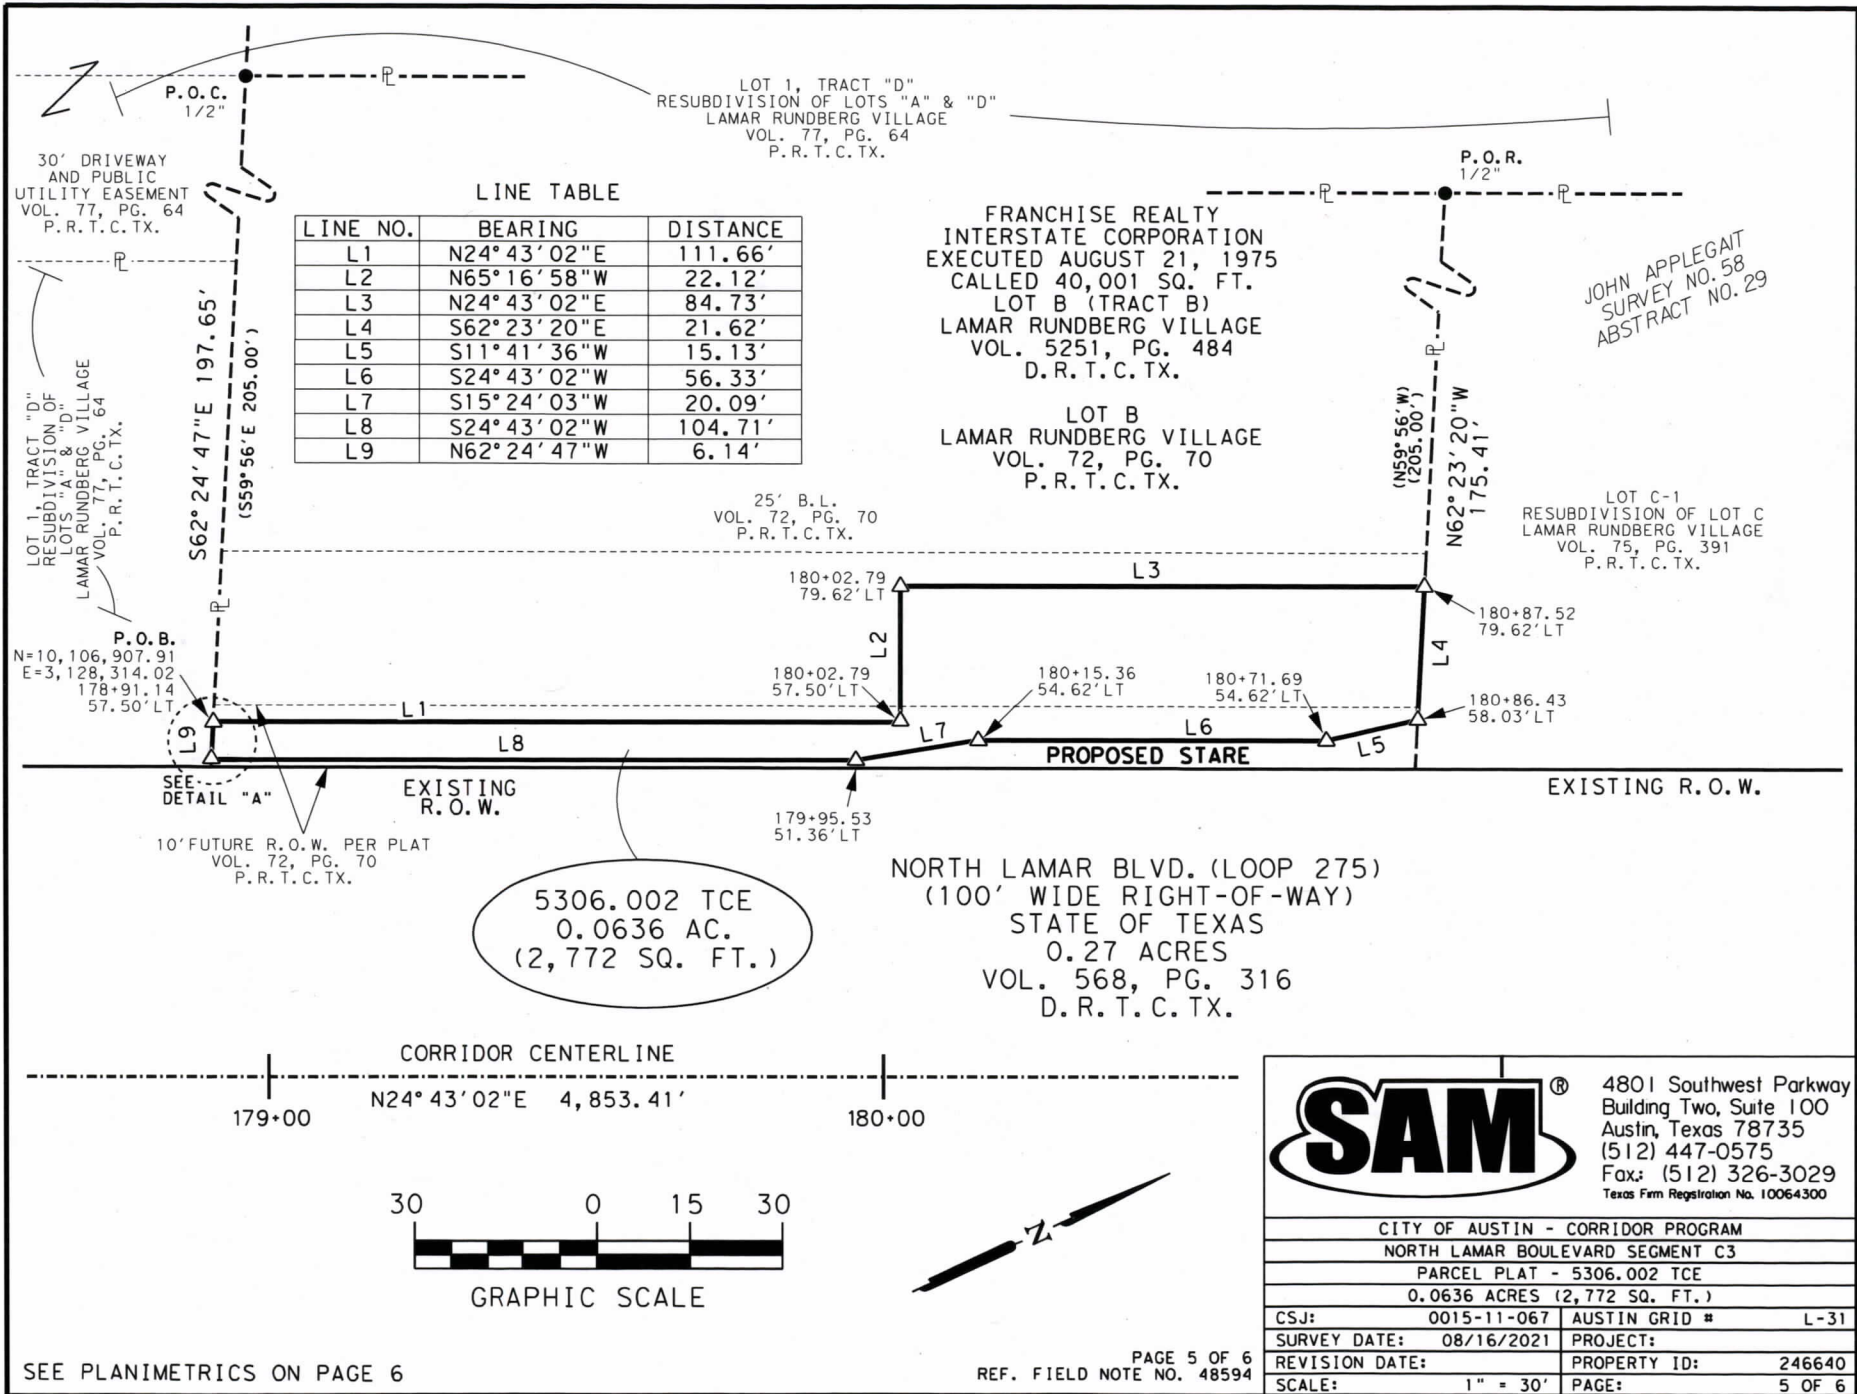 P.O.C.
1/2"
℄
LOT 1, TRACT "D"
RESUBDIVISION OF LOTS "A" & "D"
LAMAR RUNDBERG VILLAGE
VOL. 77, PG. 64
P.R.T.C.TX.
30' DRIVEWAY
AND PUBLIC
UTILITY EASEMENT
VOL. 77, PG. 64
P.R.T.C.TX.
P.O.R.
1/2"
LINE TABLE
LINE NO. BEARING DISTANCE
L1 N24°43'02"E 111.66'
L2 N65°16'58"W 22.12'
L3 N24°43'02"E 84.73'
L4 S62°23'20"E 21.62'
L5 S11°41'36"W 15.13'
L6 S24°43'02"W 56.33'
L7 S15°24'03"W 20.09'
L8 S24°43'02"W 104.71'
L9 N62°24'47"W 6.14'
FRANCHISE REALTY
INTERSTATE CORPORATION
EXECUTED AUGUST 21, 1975
CALLED 40,001 SQ. FT.
LOT B (TRACT B)
LAMAR RUNDBERG VILLAGE
VOL. 5251, PG. 484
D.R.T.C.TX.
LOT B
LAMAR RUNDBERG VILLAGE
VOL. 72, PG. 70
P.R.T.C.TX.
JOHN APPLEGAIT
SURVEY NO. 58
ABSTRACT NO. 29
S62°24'47"E 197.65'
(S59°56'E 205.00')
LOT 1, TRACT "D"
RESUBDIVISION OF
LOTS "A" & "D"
LAMAR RUNDBERG VILLAGE
VOL. 77, PG. 64
P.R.T.C.TX.
(N59°56'W)
(205.00')
N62°23'20"W
175.41'
25' B.L.
VOL. 72, PG. 70
P.R.T.C.TX.
LOT C-1
RESUBDIVISION OF LOT C
LAMAR RUNDBERG VILLAGE
VOL. 75, PG. 391
P.R.T.C.TX.
180+02.79
79.62'LT
L3
180+87.52
79.62'LT
L2
L4
P.O.B.
N=10,106,907.91
E=3,128,314.02
178+91.14
57.50'LT
180+02.79
57.50'LT
180+15.36
54.62'LT
180+71.69
54.62'LT
180+86.43
58.03'LT
L1
L9
L8
L7
L6
L5
PROPOSED STARE
SEE
DETAIL "A"
EXISTING
R.O.W.
EXISTING R.O.W.
179+95.53
51.36'LT
10'FUTURE R.O.W. PER PLAT
VOL. 72, PG. 70
P.R.T.C.TX.
5306.002 TCE
0.0636 AC.
(2,772 SQ. FT.)
NORTH LAMAR BLVD. (LOOP 275)
(100' WIDE RIGHT-OF-WAY)
STATE OF TEXAS
0.27 ACRES
VOL. 568, PG. 316
D.R.T.C.TX.
CORRIDOR CENTERLINE
N24°43'02"E 4,853.41'
179+00
180+00
30 0 15 30
GRAPHIC SCALE
N
SAM®
4801 Southwest Parkway
Building Two, Suite 100
Austin, Texas 78735
(512) 447-0575
Fax: (512) 326-3029
Texas Firm Registration No. 10064300
CITY OF AUSTIN - CORRIDOR PROGRAM
NORTH LAMAR BOULEVARD SEGMENT C3
PARCEL PLAT - 5306.002 TCE
0.0636 ACRES (2,772 SQ. FT.)
CSJ: 0015-11-067 AUSTIN GRID # L-31
SURVEY DATE: 08/16/2021 PROJECT:
REVISION DATE: PROPERTY ID: 246640
SCALE: 1" = 30' PAGE: 5 OF 6
SEE PLANIMETRICS ON PAGE 6
PAGE 5 OF 6
REF. FIELD NOTE NO. 48594